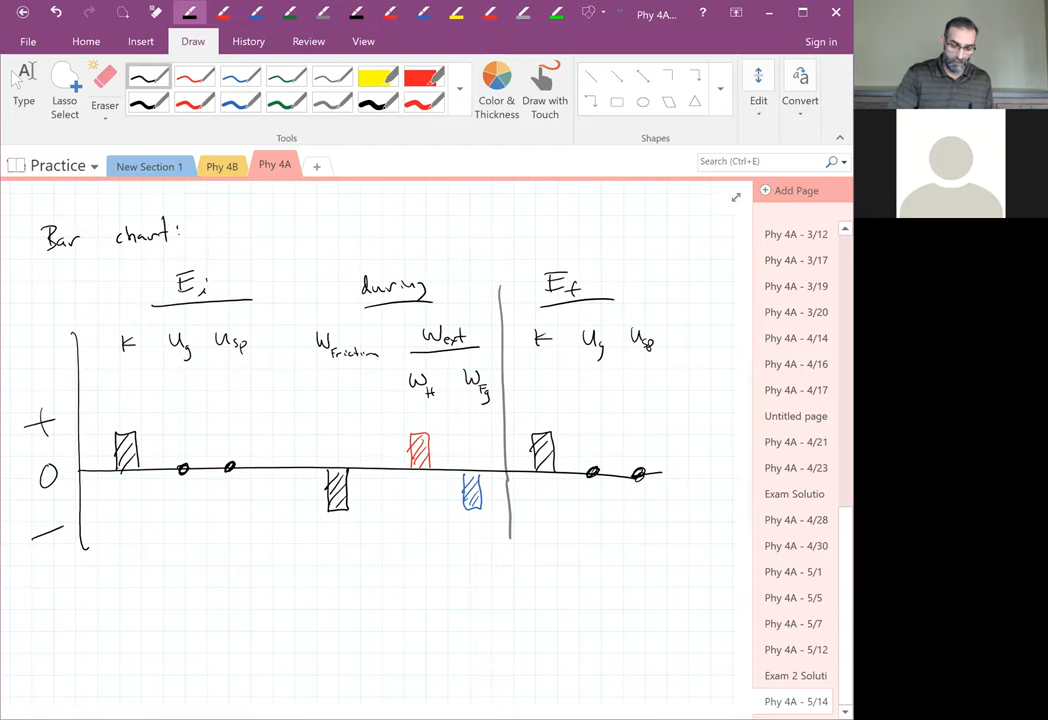 Phy 4A...
?
File
Home
Insert
Draw
History
Review
View
Sign in
Type
Lasso Select
Eraser
Color & Thickness
Draw with Touch
Edit
Convert
Tools
Shapes
Practice
New Section 1
Phy 4B
Phy 4A
+
Search (Ctrl+E)
Add Page
Phy 4A - 3/12
Phy 4A - 3/17
Phy 4A - 3/19
Phy 4A - 3/20
Phy 4A - 4/14
Phy 4A - 4/16
Phy 4A - 4/17
Untitled page
Phy 4A - 4/21
Phy 4A - 4/23
Exam Solutio
Phy 4A - 4/28
Phy 4A - 4/30
Phy 4A - 5/1
Phy 4A - 5/5
Phy 4A - 5/7
Phy 4A - 5/12
Exam 2 Soluti
Phy 4A - 5/14
Bar chart:
Ei during Ef
K Ug Usp WFriction Wext K Ug Usp
WH WFg
+
0
-